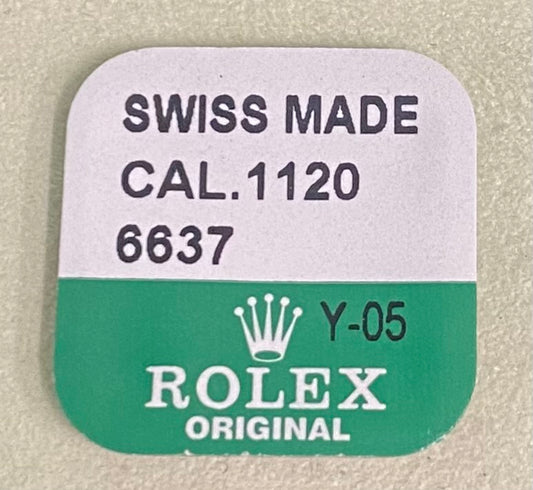 SWISS MADE
CAL.1120
6637
Y-05
ROLEX
ORIGINAL